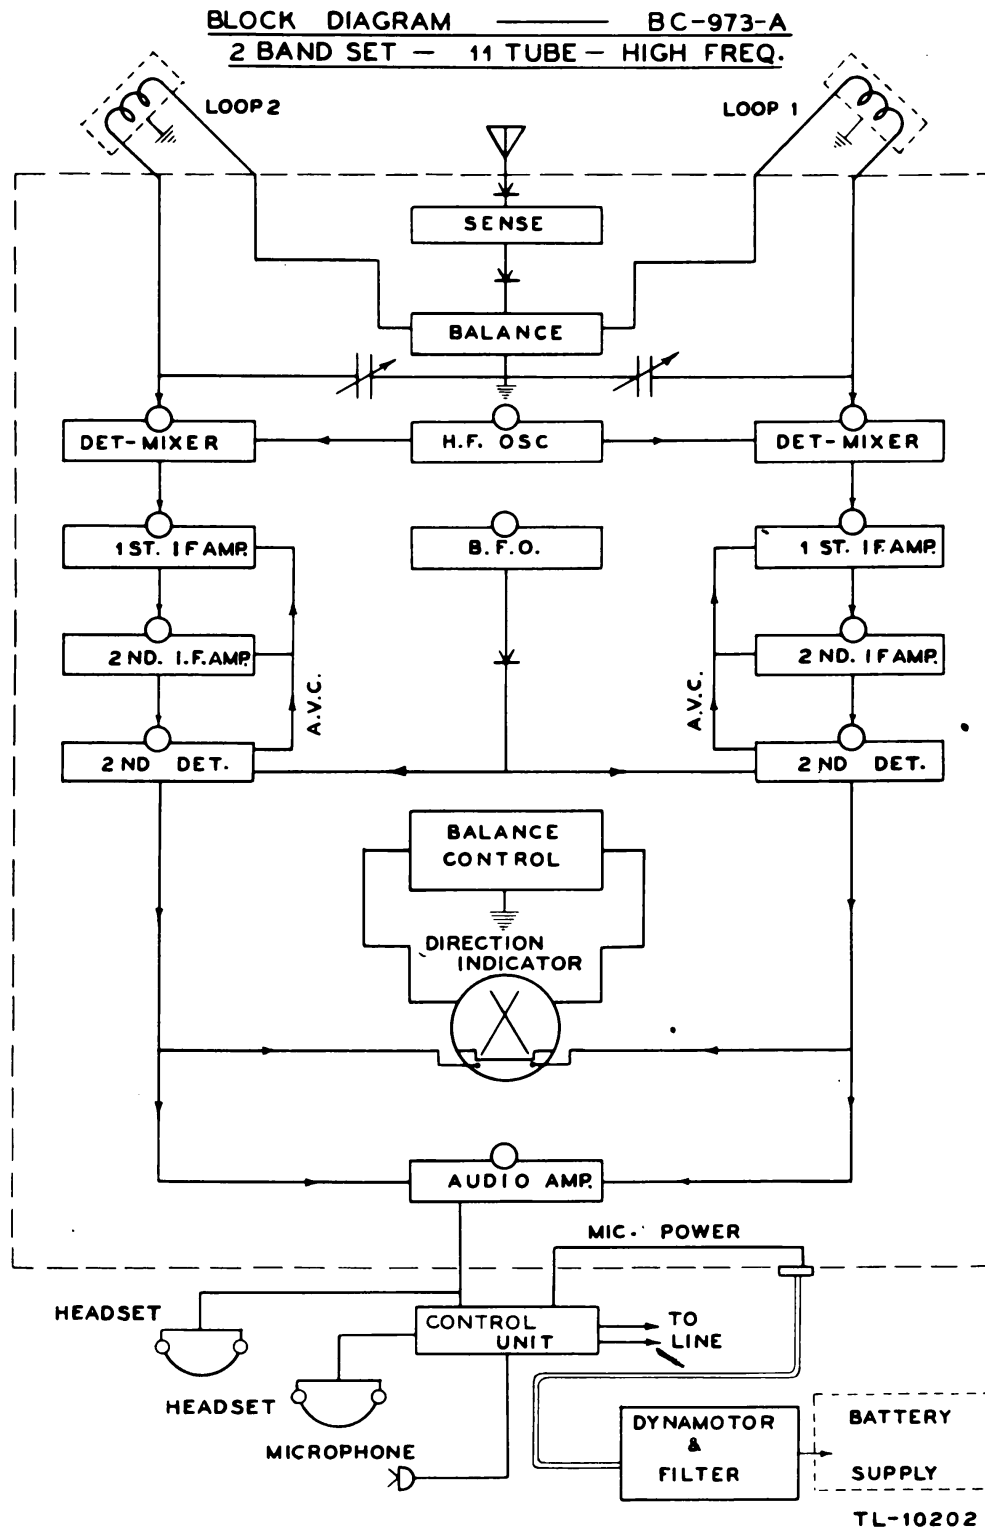 BLOCK DIAGRAM —— BC-973-A
2 BAND SET — 11 TUBE — HIGH FREQ.
LOOP 2
LOOP 1
SENSE
BALANCE
DET-MIXER
H.F. OSC
DET-MIXER
1 ST. I F AMP.
B.F.O.
1 ST. I F. AMP.
2 ND. I.F. AMP.
2 ND. I F AMP.
A.V.C.
A.V.C.
2 ND DET.
2 ND DET.
BALANCE
CONTROL
DIRECTION
INDICATOR
AUDIO AMP.
MIC. POWER
HEADSET
CONTROL
UNIT
TO
LINE
HEADSET
MICROPHONE
DYNAMOTOR
&
FILTER
BATTERY
SUPPLY
TL-10202